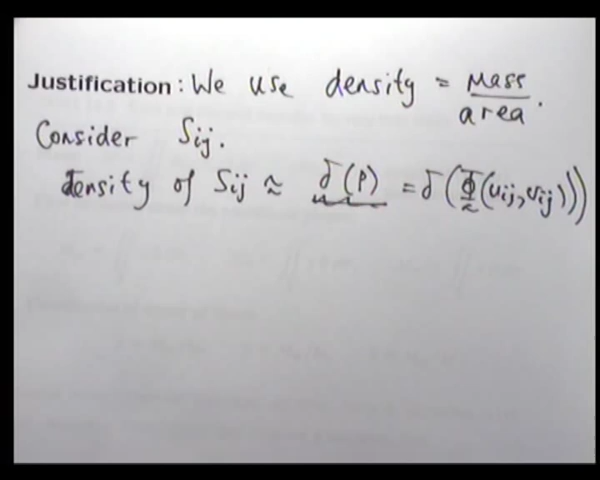 Justification: We use density = mass/area.
Consider Sij.
density of Sij ≈ δ(P) = δ(Φ(uij, vij))